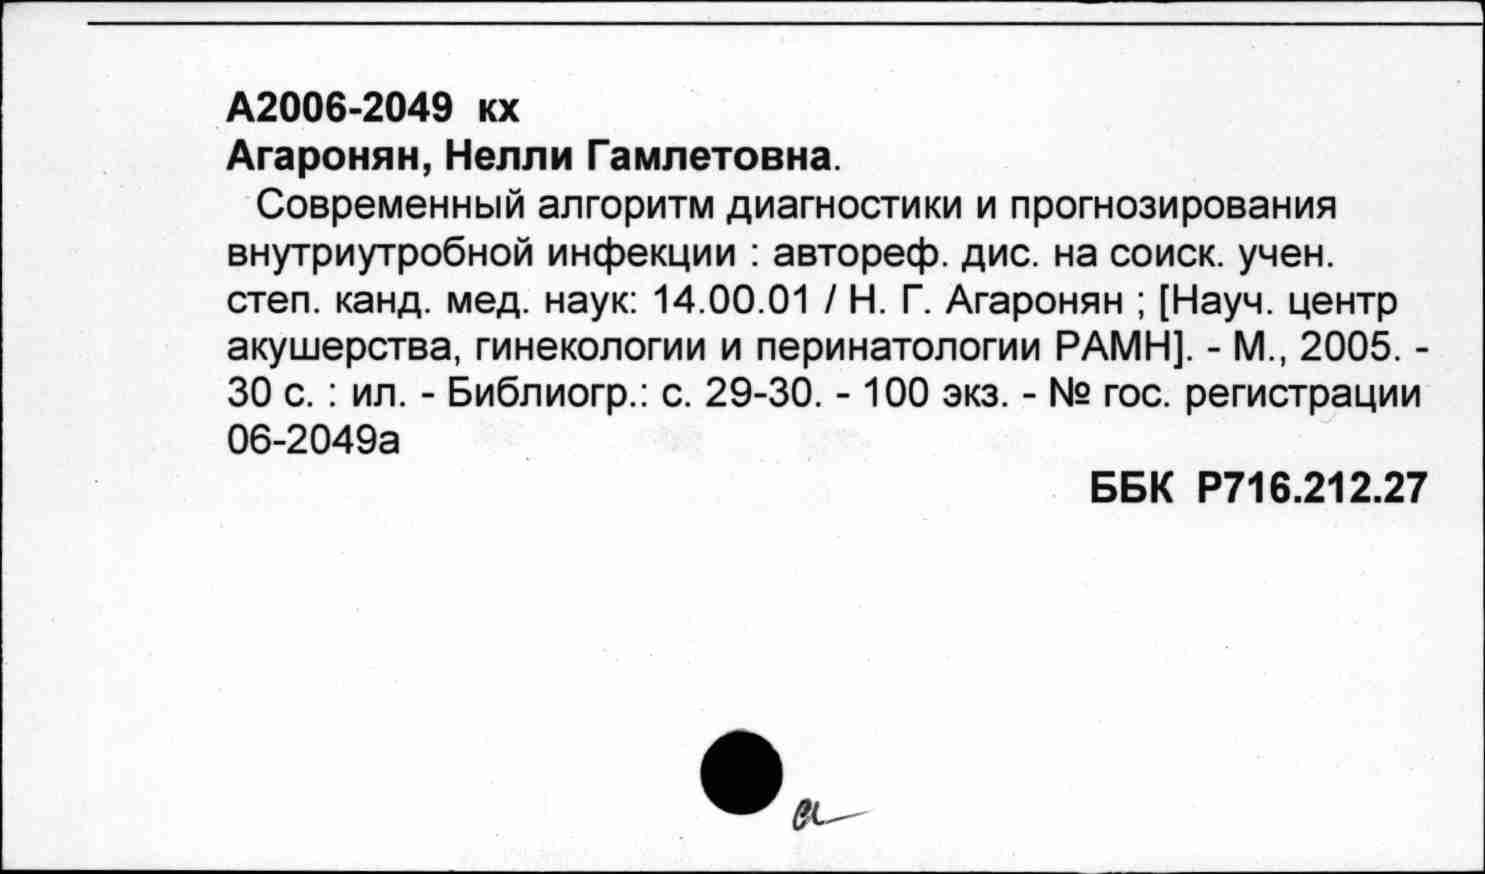 А2006-2049 кх
Агаронян, Нелли Гамлетовна.
Современный алгоритм диагностики и прогнозирования
внутриутробной инфекции : автореф. дис. на соиск. учен.
степ. канд. мед. наук: 14.00.01 / Н. Г. Агаронян ; [Науч. центр
акушерства, гинекологии и перинатологии РАМН]. - М., 2005. -
30 с. : ил. - Библиогр.: с. 29-30. - 100 экз. - № гос. регистрации
06-2049а
ББК Р716.212.27